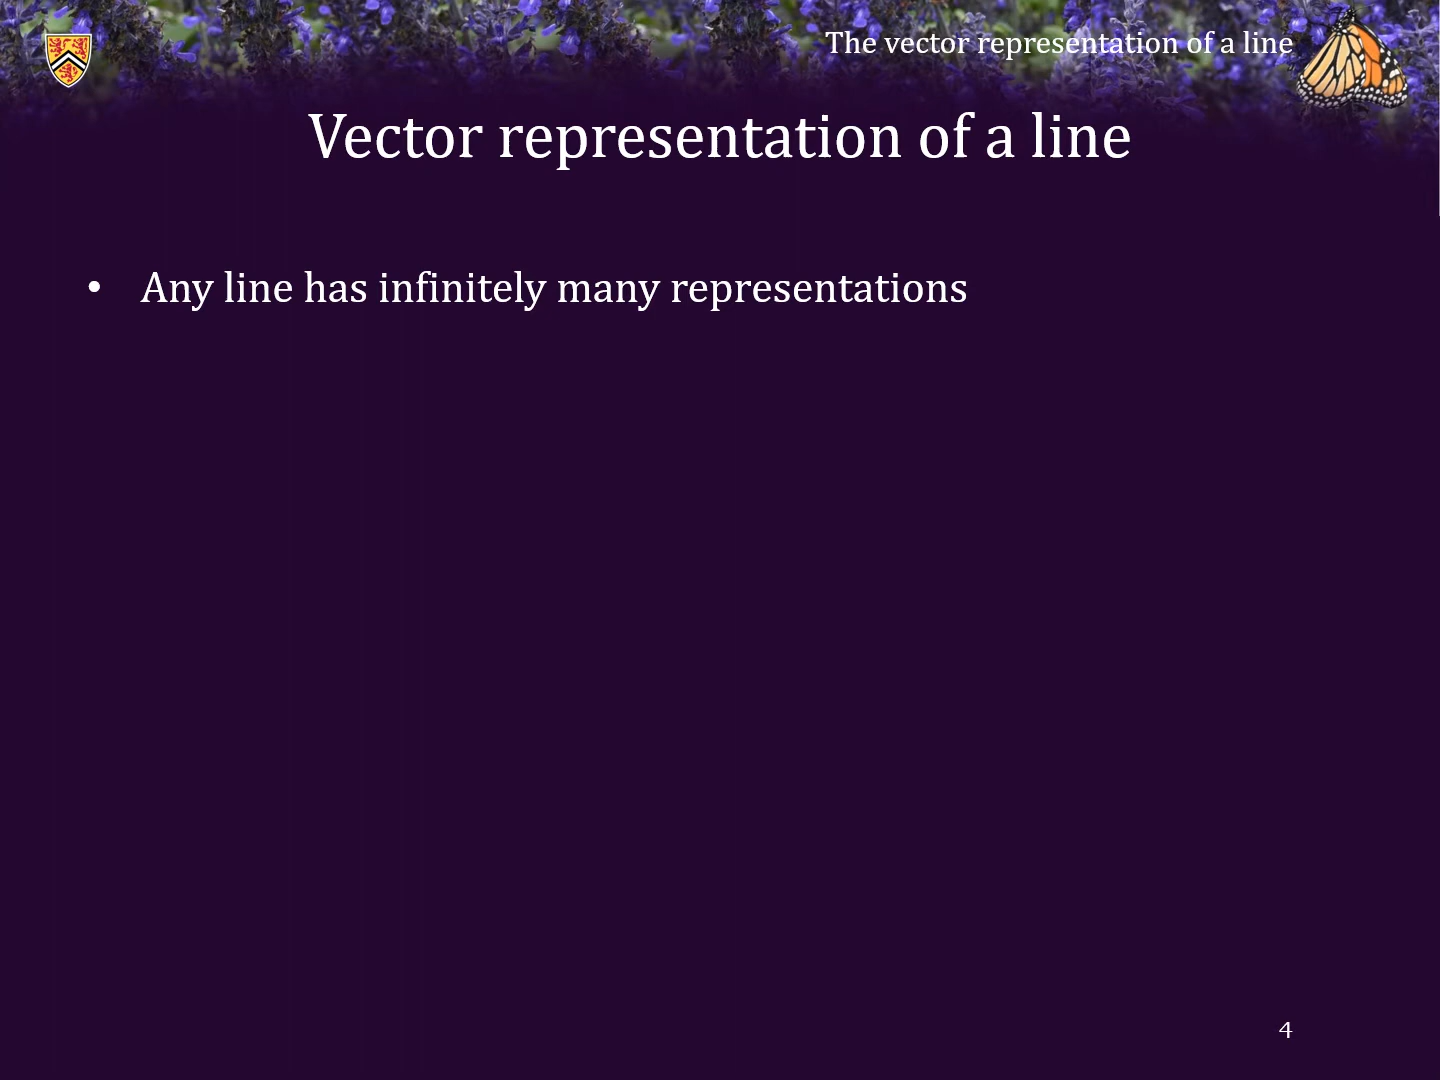 The vector representation of a line
Vector representation of a line
• Any line has infinitely many representations
4